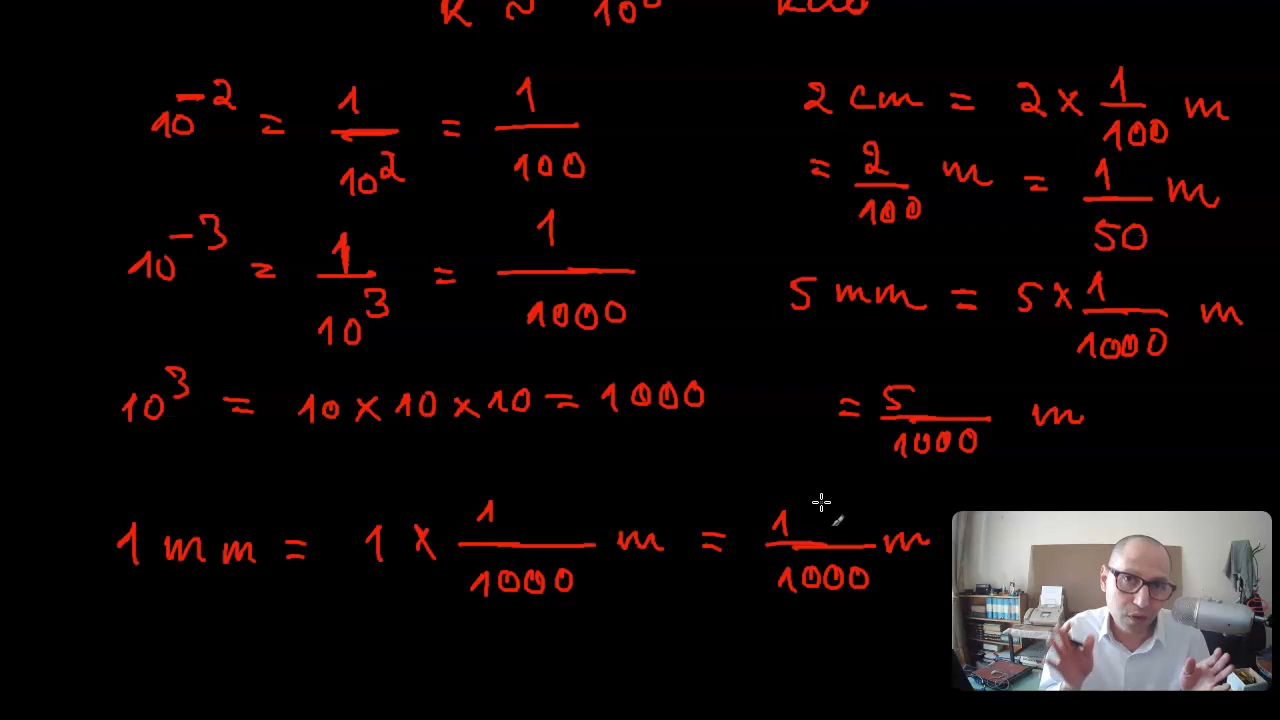 10^-2 = 1/10^2 = 1/100
10^-3 = 1/10^3 = 1/1000
10^3 = 10 × 10 × 10 = 1000
1 mm = 1 × 1/1000 m = 1/1000 m
2 cm = 2 × 1/100 m
= 2/100 m = 1/50 m
5 mm = 5 × 1/1000 m
= 5/1000 m